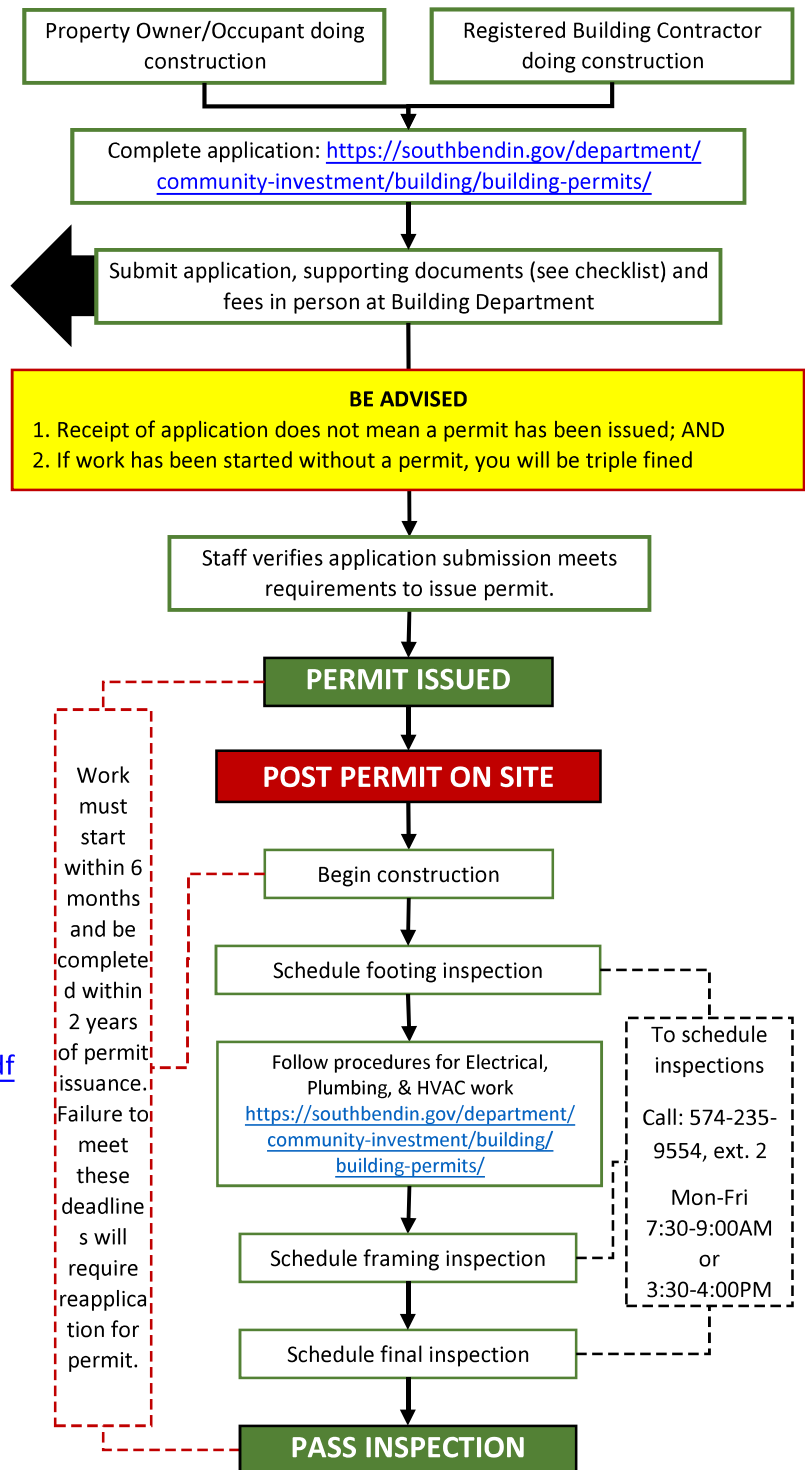 Property Owner/Occupant doing
construction
Registered Building Contractor
doing construction
Complete application: https://southbendin.gov/department/
community-investment/building/building-permits/
Submit application, supporting documents (see checklist) and
fees in person at Building Department
BE ADVISED
1. Receipt of application does not mean a permit has been issued; AND
2. If work has been started without a permit, you will be triple fined
Staff verifies application submission meets
requirements to issue permit.
PERMIT ISSUED
POST PERMIT ON SITE
Work
must
start
within 6
months
and be
complete
d within
2 years
of permit
issuance.
Failure to
meet
these
deadline
s will
require
reapplica
tion for
permit.
Begin construction
Schedule footing inspection
Follow procedures for Electrical,
Plumbing, & HVAC work
https://southbendin.gov/department/
community-investment/building/
building-permits/
To schedule
inspections
Call: 574-235-
9554, ext. 2
Mon-Fri
7:30-9:00AM
or
3:30-4:00PM
Schedule framing inspection
Schedule final inspection
PASS INSPECTION